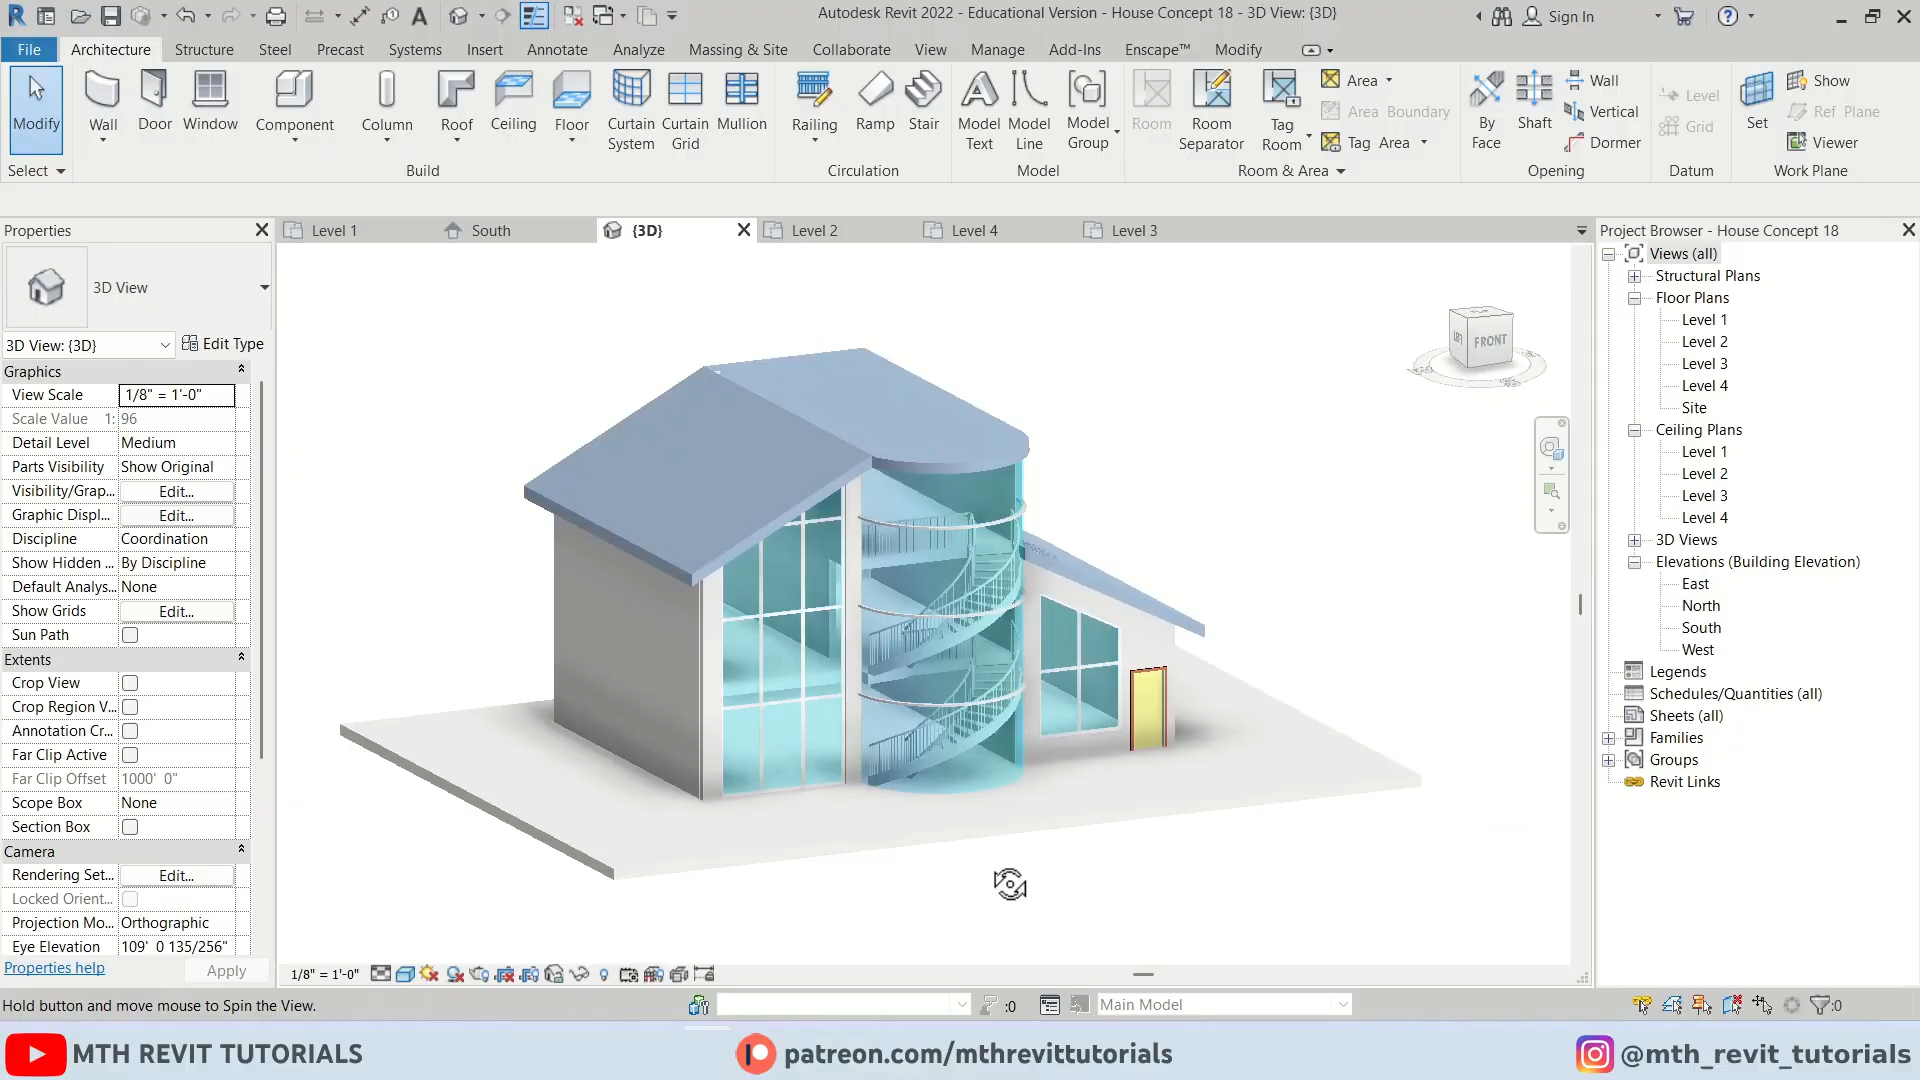 Autodesk Revit 2022 - Educational Version - House Concept 18 - 3D View: {3D}
Sign In
File
Architecture
Structure
Steel
Precast
Systems
Insert
Annotate
Analyze
Massing & Site
Collaborate
View
Manage
Add-Ins
Enscape™
Modify
Modify
Wall
Door
Window
Component
Column
Roof
Ceiling
Floor
Curtain System
Curtain Grid
Mullion
Railing
Ramp
Stair
Model Text
Model Line
Model Group
Room
Room Separator
Tag Room
Area
Area Boundary
Tag Area
By Face
Shaft
Wall
Vertical
Dormer
Level
Grid
Set
Show
Ref Plane
Viewer
Select
Build
Circulation
Model
Room & Area
Opening
Datum
Work Plane
Properties
Level 1
South
{3D}
Level 2
Level 4
Level 3
Project Browser - House Concept 18
3D View
3D View: {3D}
Edit Type
Graphics
View Scale 1/8" = 1'-0"
Scale Value 1: 96
Detail Level Medium
Parts Visibility Show Original
Visibility/Grap... Edit...
Graphic Displ... Edit...
Discipline Coordination
Show Hidden ... By Discipline
Default Analys... None
Show Grids Edit...
Sun Path
Extents
Crop View
Crop Region V...
Annotation Cr...
Far Clip Active
Far Clip Offset 1000' 0"
Scope Box None
Section Box
Camera
Rendering Set... Edit...
Locked Orient...
Projection Mo... Orthographic
Eye Elevation 109' 0 135/256"
Properties help
Apply
FRONT
Views (all)
Structural Plans
Floor Plans
Level 1
Level 2
Level 3
Level 4
Site
Ceiling Plans
Level 1
Level 2
Level 3
Level 4
3D Views
Elevations (Building Elevation)
East
North
South
West
Legends
Schedules/Quantities (all)
Sheets (all)
Families
Groups
Revit Links
1/8" = 1'-0"
Hold button and move mouse to Spin the View.
:0
Main Model
:0
MTH REVIT TUTORIALS
patreon.com/mthrevittutorials
@mth_revit_tutorials